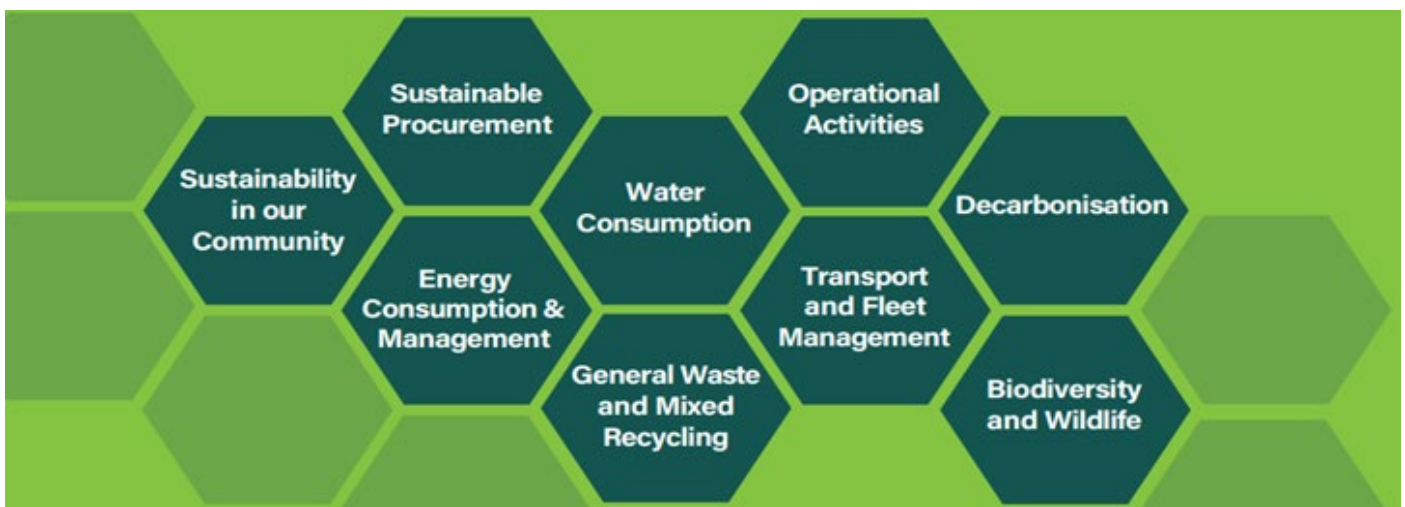 Sustainability
in our
Community
Sustainable
Procurement
Energy
Consumption &
Management
Water
Consumption
General Waste
and Mixed
Recycling
Operational
Activities
Transport
and Fleet
Management
Decarbonisation
Biodiversity
and Wildlife